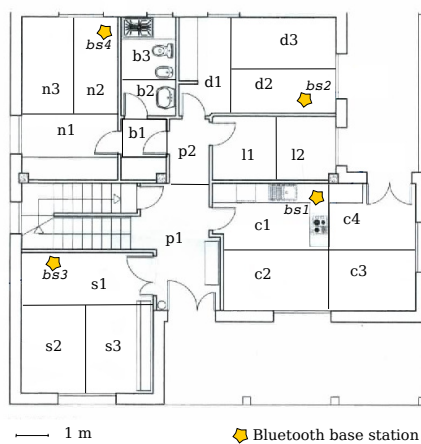 bs4
b3
d3
n3
n2
d1
d2
bs2
b2
n1
b1
p2
l1
l2
bs1
c4
c1
p1
bs3
s1
c2
c3
s2
s3
1 m
Bluetooth base station